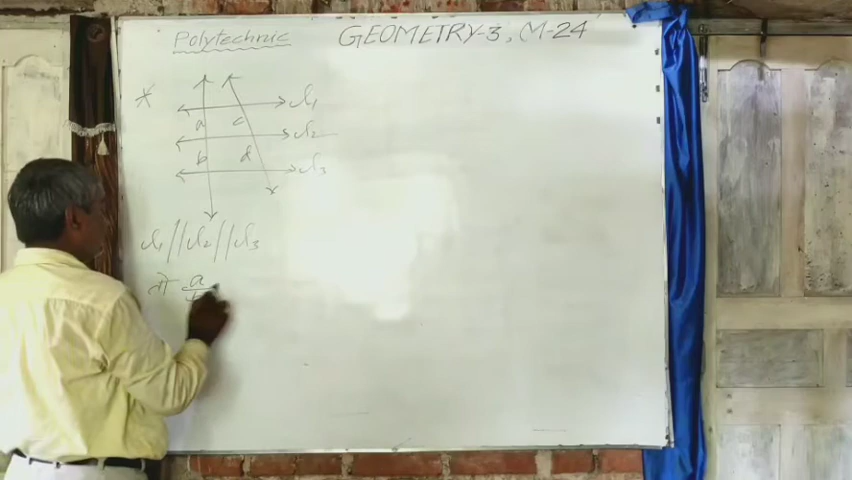 Polytechnic GEOMETRY-3, M-24
* l₁
a c l₂
b d l₃
l₁ // l₂ // l₃
तो a/b